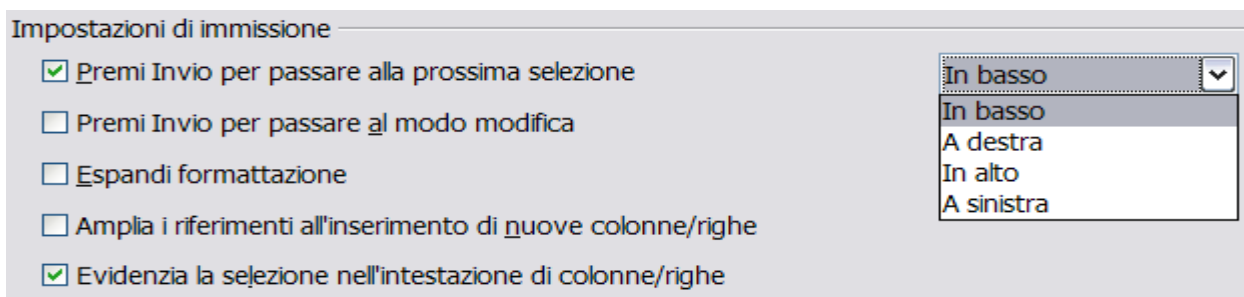 Impostazioni di immissione
Premi Invio per passare alla prossima selezione
In basso
Premi Invio per passare al modo modifica
Espandi formattazione
Amplia i riferimenti all'inserimento di nuove colonne/righe
Evidenzia la selezione nell'intestazione di colonne/righe
In basso
A destra
In alto
A sinistra